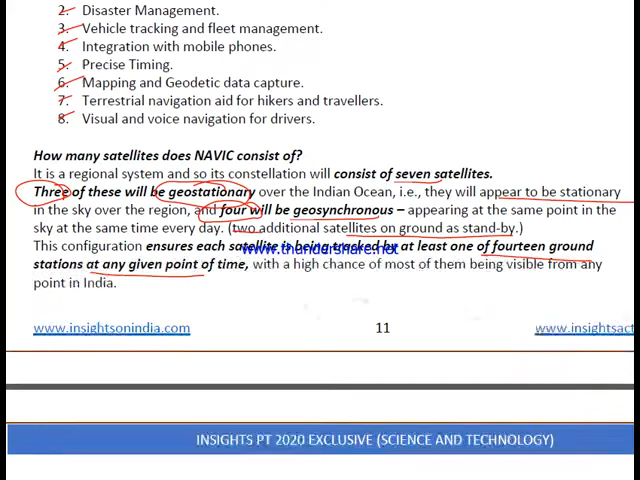 2. Disaster Management.
3. Vehicle tracking and fleet management.
4. Integration with mobile phones.
5. Precise Timing.
6. Mapping and Geodetic data capture.
7. Terrestrial navigation aid for hikers and travellers.
8. Visual and voice navigation for drivers.
How many satellites does NAVIC consist of?
It is a regional system and so its constellation will consist of seven satellites.
Three of these will be geostationary over the Indian Ocean, i.e., they will appear to be stationary
in the sky over the region, and four will be geosynchronous – appearing at the same point in the
sky at the same time every day. (two additional satellites on ground as stand-by.)
This configuration ensures each satellite is being tracked by at least one of fourteen ground
www.thundershare.net
stations at any given point of time, with a high chance of most of them being visible from any
point in India.
www.insightsonindia.com 11 www.insightsac
INSIGHTS PT 2020 EXCLUSIVE (SCIENCE AND TECHNOLOGY)